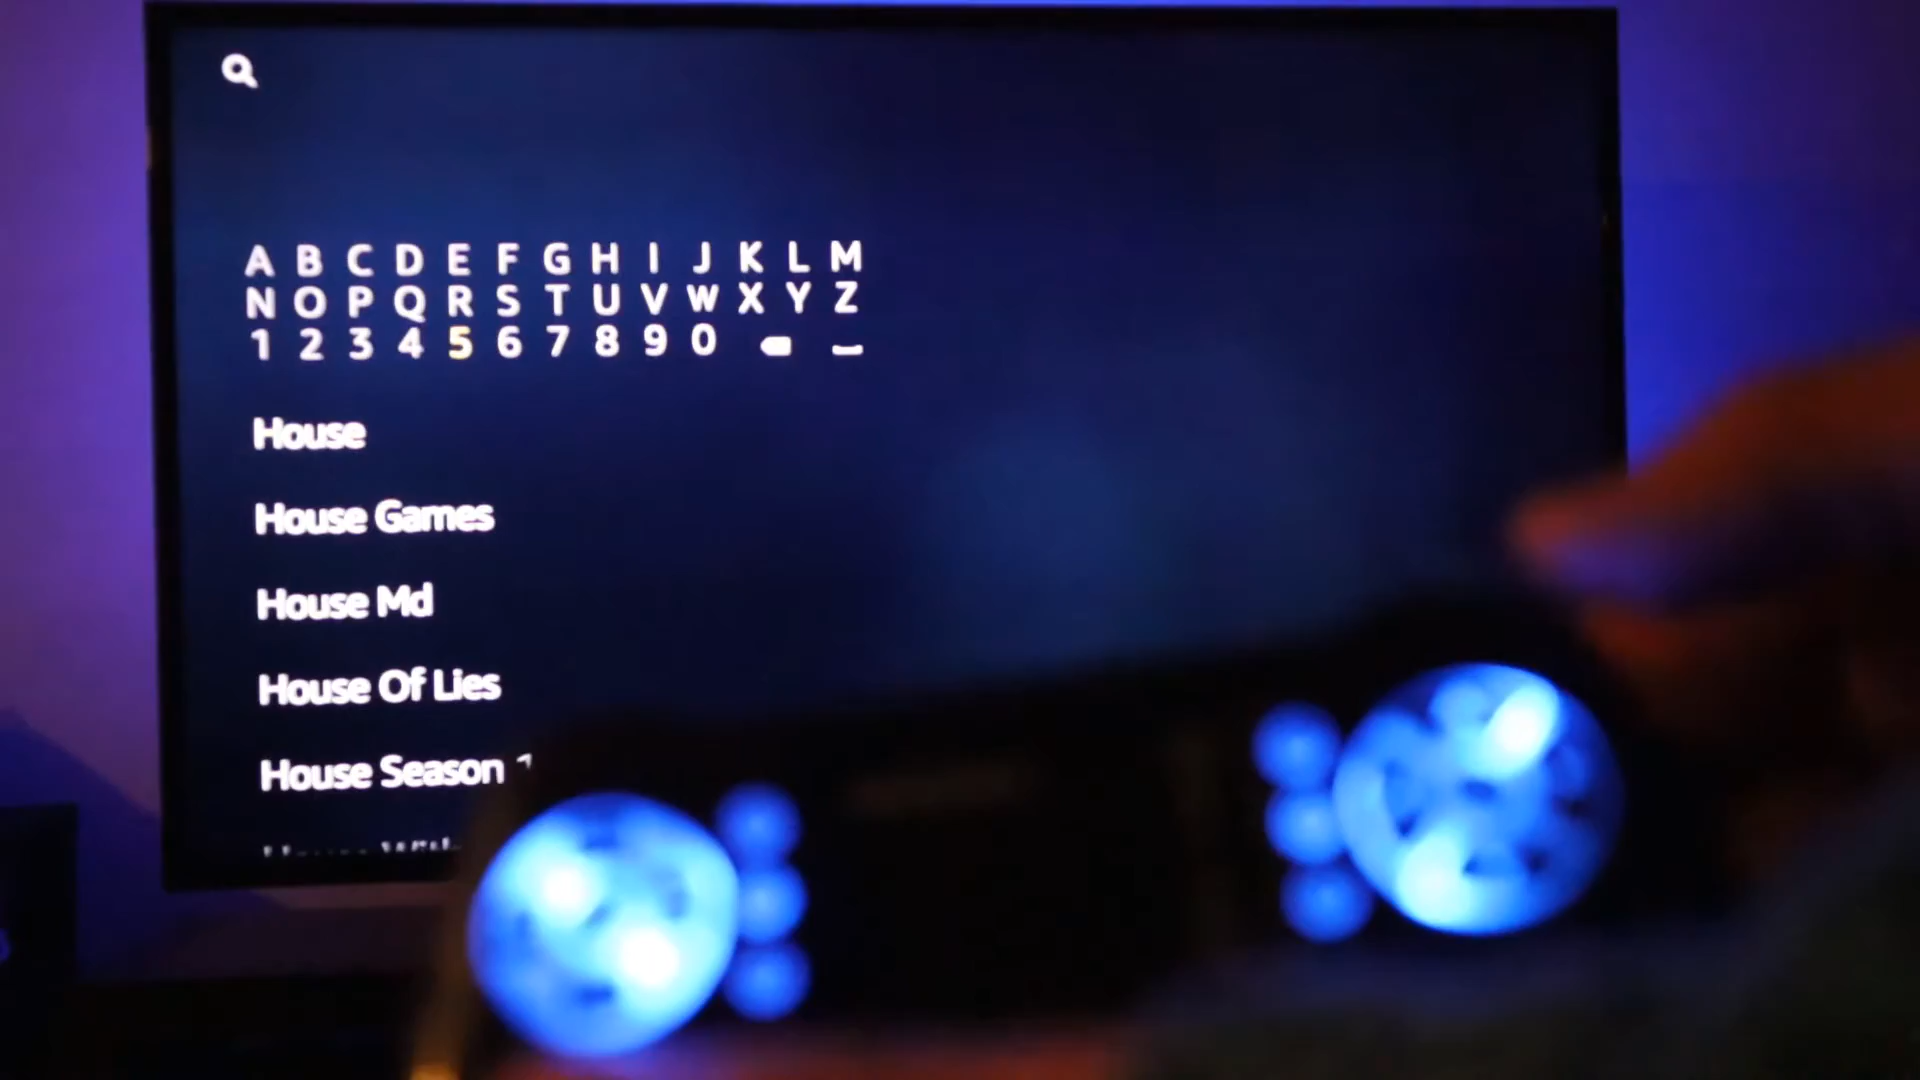 A B C D E F G H I J K L M
N O P Q R S T U V W X Y Z
1 2 3 4 5 6 7 8 9 0
House
House Games
House Md
House Of Lies
House Season